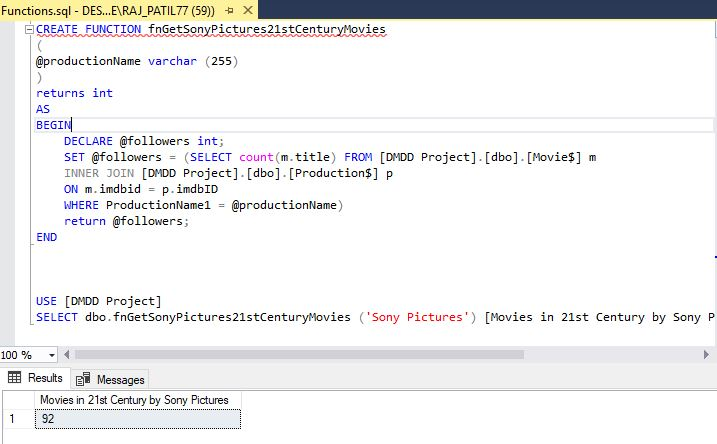 Functions.sql - DES...E\RAJ_PATIL77 (59))
CREATE FUNCTION fnGetSonyPictures21stCenturyMovies
(
@productionName varchar (255)
)
returns int
AS
BEGIN
DECLARE @followers int;
SET @followers = (SELECT count(m.title) FROM [DMDD Project].[dbo].[Movie$] m
INNER JOIN [DMDD Project].[dbo].[Production$] p
ON m.imdbid = p.imdbID
WHERE ProductionName1 = @productionName)
return @followers;
END
USE [DMDD Project]
SELECT dbo.fnGetSonyPictures21stCenturyMovies ('Sony Pictures') [Movies in 21st Century by Sony P
100 %
Results Messages
Movies in 21st Century by Sony Pictures
1 92